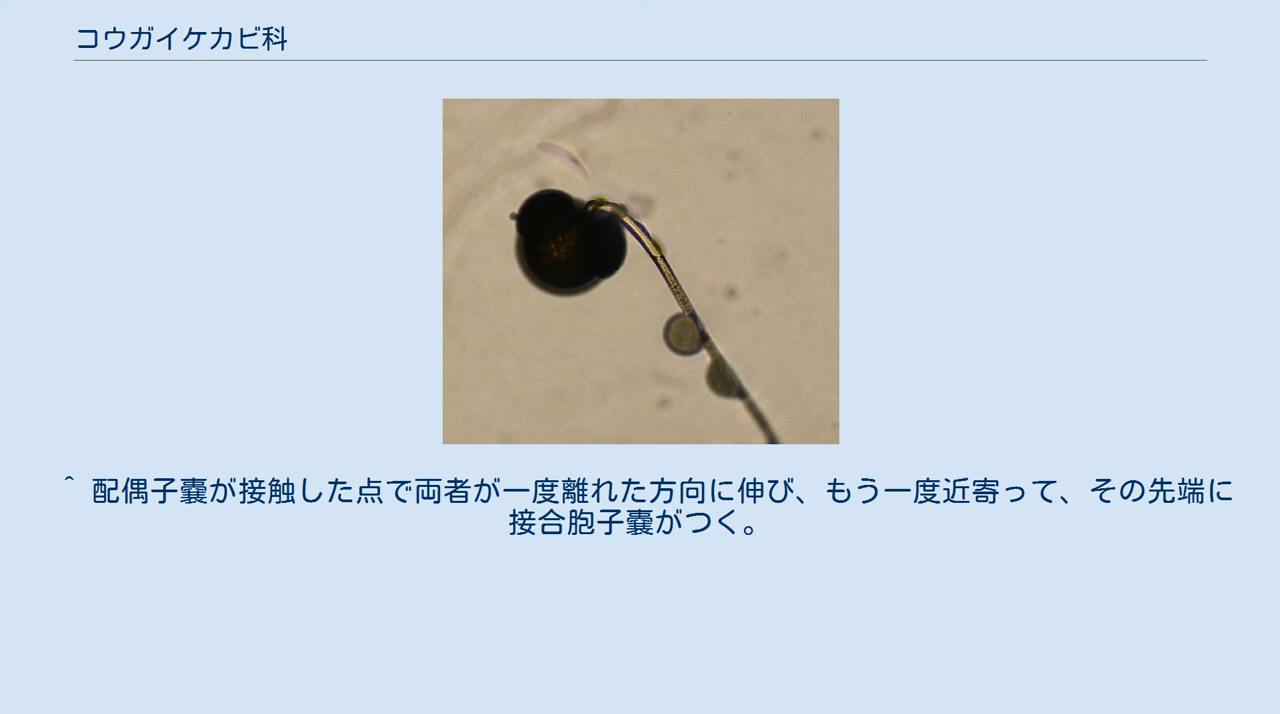 コウガイケカビ科
^ 配偶子嚢が接触した点で両者が一度離れた方向に伸び、もう一度近寄って、その先端に
接合胞子嚢がつく。